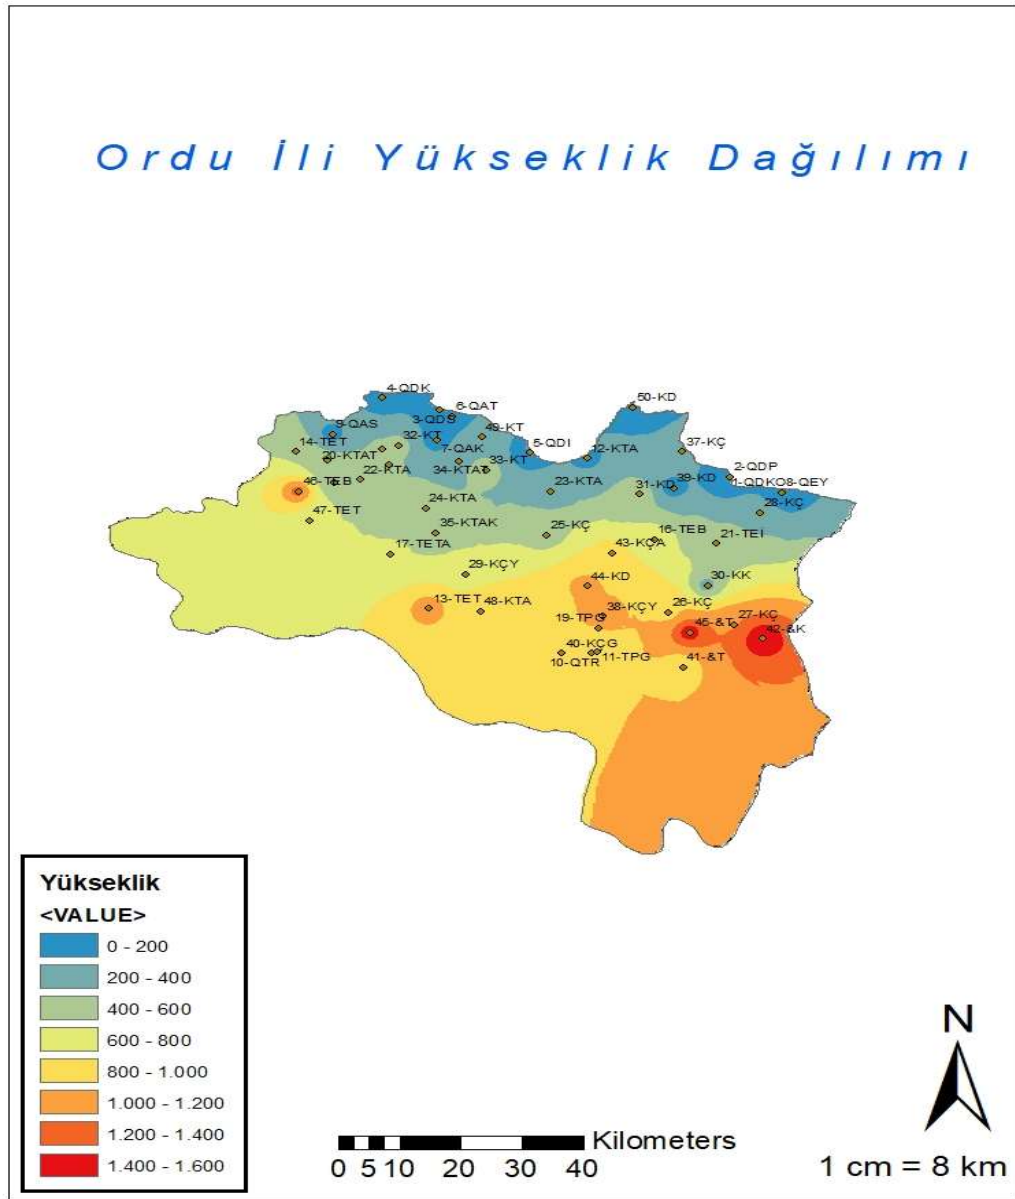 Ordu İli Yükseklik Dağılımı
4-QDK
6-QAT
50-KD
3-QDS
9-QAS
49-KT
32-KT
14-TET
5-QDI
12-KTA
37-KÇ
7-QAK
20-KTAT
33-KT
22-KTA
34-KTAT
2-QDP
39-KD
31-KD
1-QDKO
8-QEY
46-TEB
23-KTA
24-KTA
28-KÇ
47-TET
35-KTAK
25-KÇ
16-TEB
21-TEI
17-TETA
43-KÇA
29-KÇY
44-KD
30-KK
13-TET
48-KTA
38-KÇY
26-KÇ
19-TPG
45-&T
27-KÇ
42-&K
40-KÇG
10-QTR
11-TPG
41-&T
Yükseklik
<VALUE>
0 - 200
200 - 400
400 - 600
600 - 800
800 - 1.000
1.000 - 1.200
1.200 - 1.400
1.400 - 1.600
N
Kilometers
0 5 10 20 30 40
1 cm = 8 km